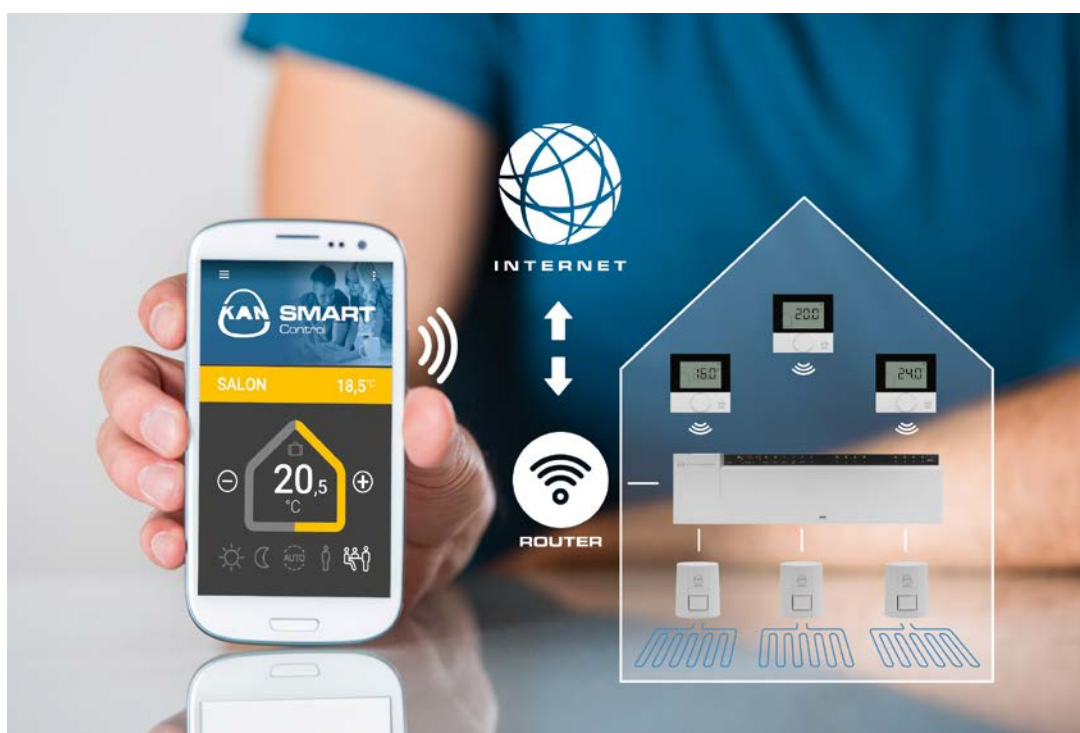 KAN SMART
Control
SALON 18,5°C
20,5
°C
AUTO
INTERNET
ROUTER
20.0°
16.0°
24.0°